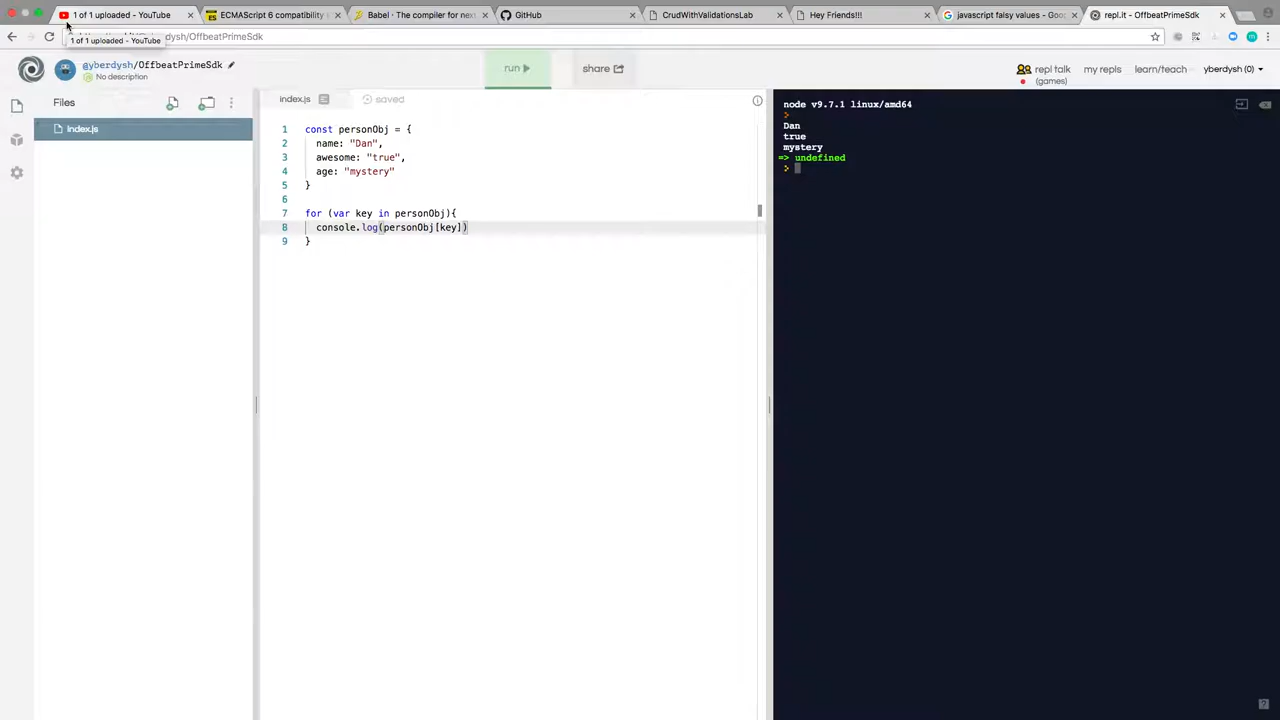 1 of 1 uploaded - YouTube
ECMAScript 6 compatibility
Babel · The compiler for next
GitHub
CrudWithValidationsLab
Hey Friends!!!
javascript falsy values - Goo
repl.it - OffbeatPrimeSdk
1 of 1 uploaded - YouTube
yberdysh/OffbeatPrimeSdk
@yberdysh/OffbeatPrimeSdk
No description
run
share
repl talk
(games)
my repls
learn/teach
yberdysh (0)
Files
index.js
saved
index.js
1 const personObj = {
2 name: "Dan",
3 awesome: "true",
4 age: "mystery"
5 }
6
7 for (var key in personObj){
8 console.log(personObj[key])
9 }
node v9.7.1 linux/amd64
>
Dan
true
mystery
=> undefined
>